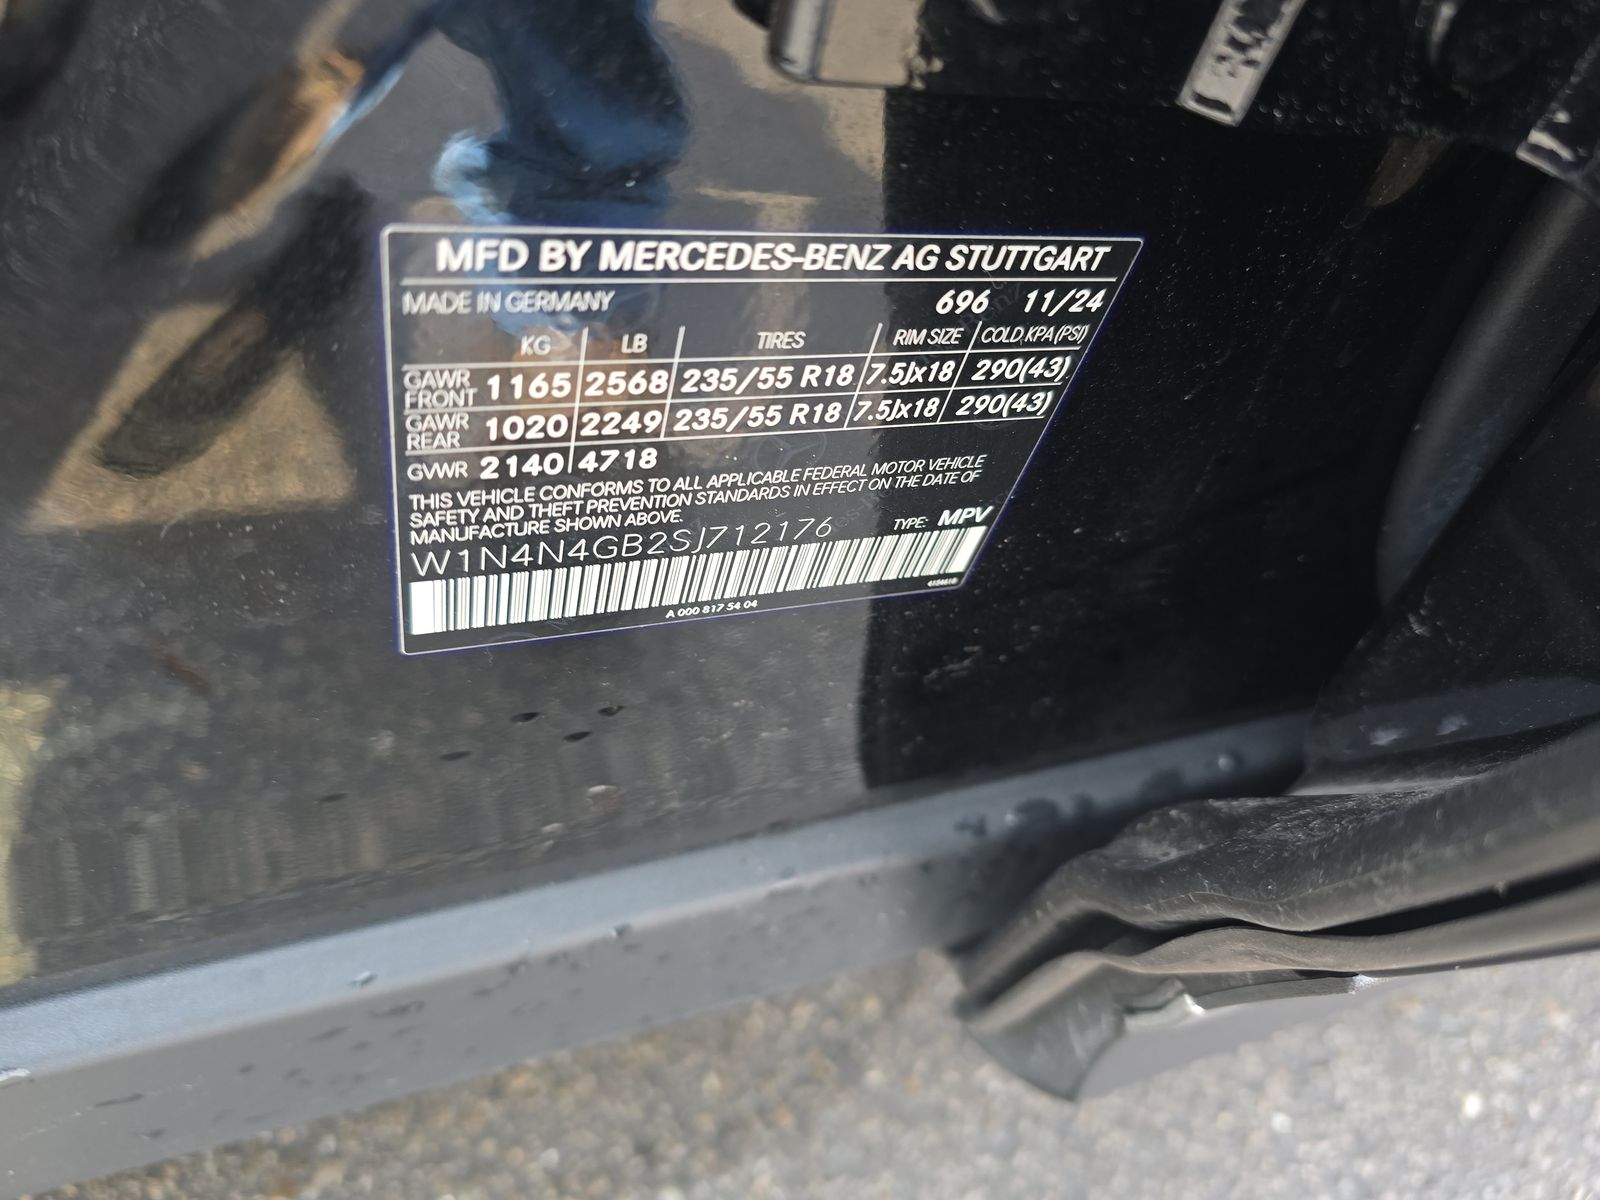 MFD BY MERCEDES-BENZ AG STUTTGART
MADE IN GERMANY 696 11/24
KG LB TIRES RIM SIZE COLD KPA (PSI)
GAWR FRONT 1165 2568 235/55 R18 7.5Jx18 290(43)
GAWR REAR 1020 2249 235/55 R18 7.5Jx18 290(43)
GVWR 2140 4718
THIS VEHICLE CONFORMS TO ALL APPLICABLE FEDERAL MOTOR VEHICLE
SAFETY AND THEFT PREVENTION STANDARDS IN EFFECT ON THE DATE OF
MANUFACTURE SHOWN ABOVE.
TYPE: MPV
W1N4N4GB2SJ712176
A 000 817 54 04